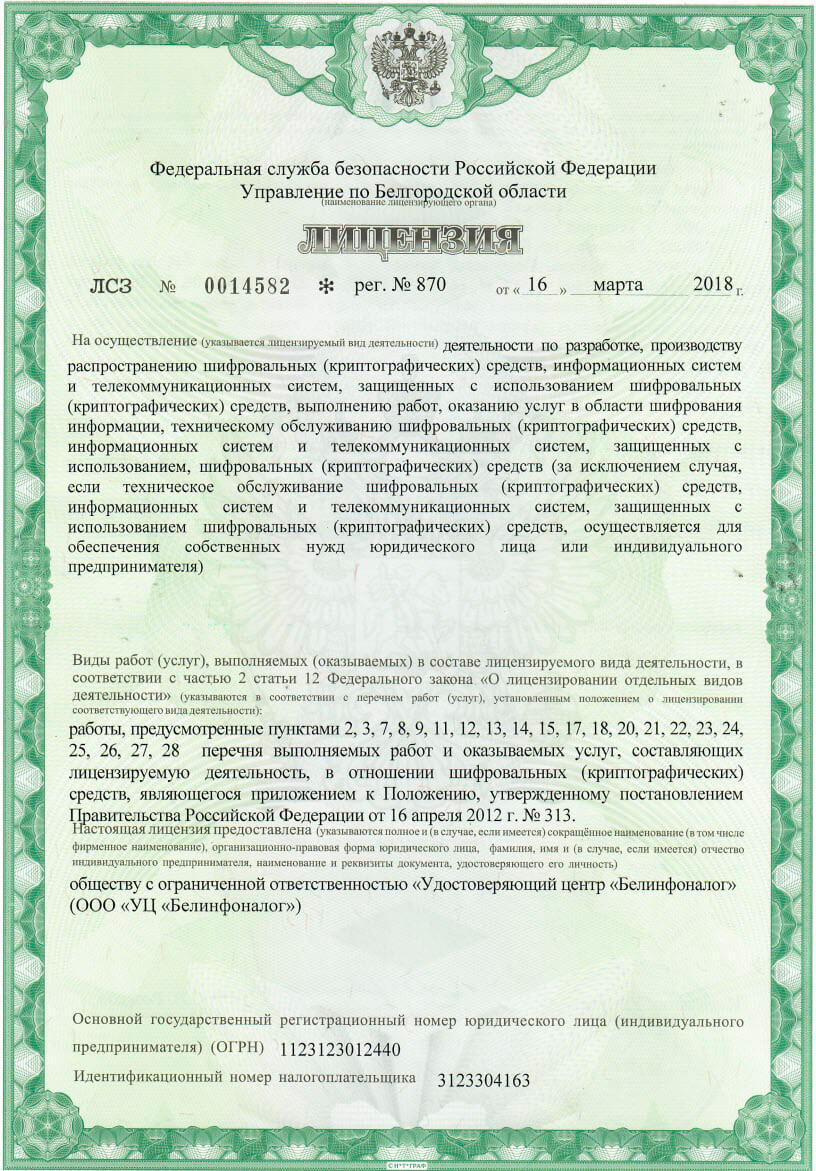 Федеральная служба безопасности Российской Федерации
Управление по Белгородской области
(наименование лицензирующего органа)
ЛИЦЕНЗИЯ
ЛСЗ № 0014582 * рег. № 870 от « 16 » марта 2018 г.
На осуществление (указывается лицензируемый вид деятельности) деятельности по разработке, производству
распространению шифровальных (криптографических) средств, информационных систем
и телекоммуникационных систем, защищенных с использованием шифровальных
(криптографических) средств, выполнению работ, оказанию услуг в области шифрования
информации, техническому обслуживанию шифровальных (криптографических) средств,
информационных систем и телекоммуникационных систем, защищенных с
использованием, шифровальных (криптографических) средств (за исключением случая,
если техническое обслуживание шифровальных (криптографических) средств,
информационных систем и телекоммуникационных систем, защищенных с
использованием шифровальных (криптографических) средств, осуществляется для
обеспечения собственных нужд юридического лица или индивидуального
предпринимателя)
Виды работ (услуг), выполняемых (оказываемых) в составе лицензируемого вида деятельности, в
соответствии с частью 2 статьи 12 Федерального закона «О лицензировании отдельных видов
деятельности» (указываются в соответствии с перечнем работ (услуг), установленным положением о лицензировании
соответствующего вида деятельности):
работы, предусмотренные пунктами 2, 3, 7, 8, 9, 11, 12, 13, 14, 15, 17, 18, 20, 21, 22, 23, 24,
25, 26, 27, 28 перечня выполняемых работ и оказываемых услуг, составляющих
лицензируемую деятельность, в отношении шифровальных (криптографических)
средств, являющегося приложением к Положению, утвержденному постановлением
Правительства Российской Федерации от 16 апреля 2012 г. № 313.
Настоящая лицензия предоставлена (указываются полное и (в случае, если имеется) сокращённое наименование (в том числе
фирменное наименование), организационно-правовая форма юридического лица, фамилия, имя и (в случае, если имеется) отчество
индивидуального предпринимателя, наименование и реквизиты документа, удостоверяющего его личность)
обществу с ограниченной ответственностью «Удостоверяющий центр «Белинфоналог»
(ООО «УЦ «Белинфоналог»)
Основной государственный регистрационный номер юридического лица (индивидуального
предпринимателя) (ОГРН) 1123123012440
Идентификационный номер налогоплательщика 3123304163
С Н*Т*ГРАФ